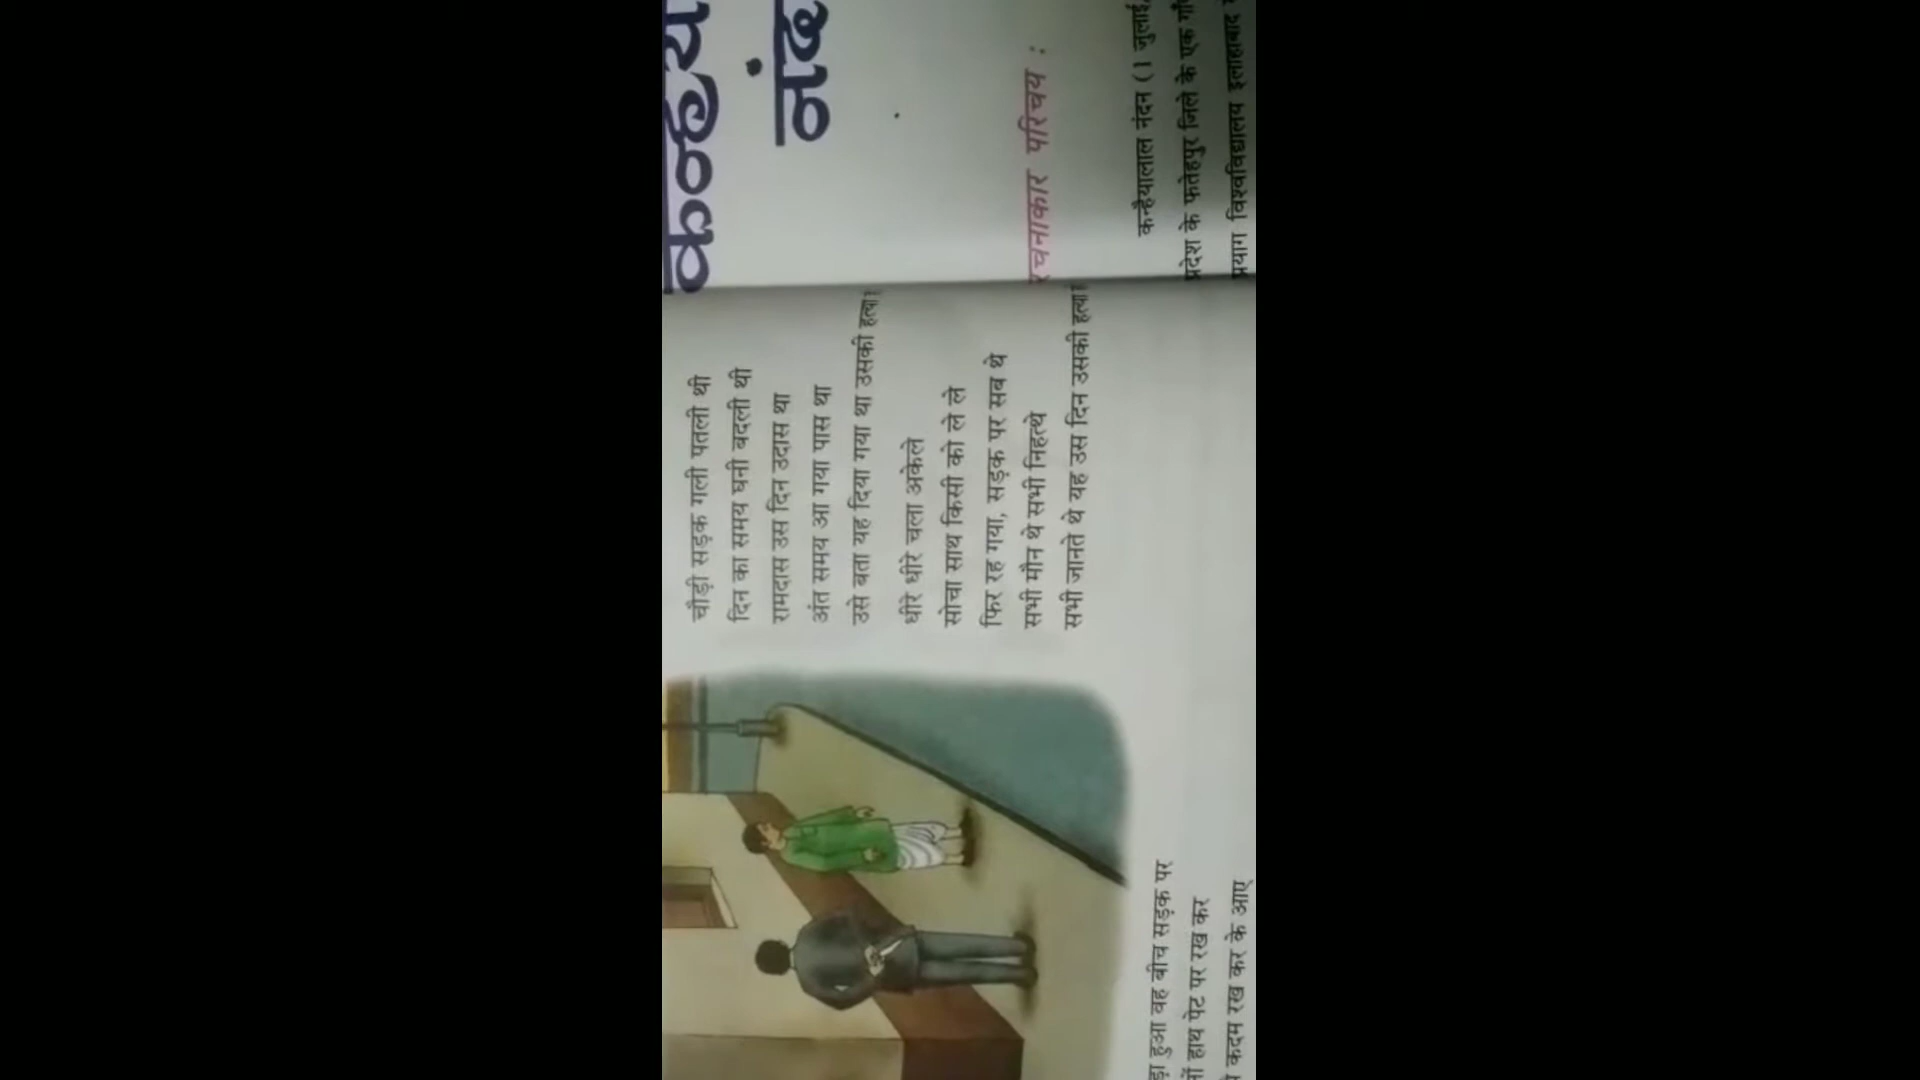 चौड़ी सड़क गली पतली थी
दिन का समय घनी बदली थी
रामदास उस दिन उदास था
अंत समय आ गया पास था
उसे बता यह दिया गया था उसकी हत्या
धीरे धीरे चला अकेले
सोचा साथ किसी को ले ले
फिर रह गया, सड़क पर सब थे
सभी मौन थे सभी निहत्थे
सभी जानते थे यह उस दिन उसकी हत्या
हुआ वह बीच सड़क पर
हाथ पेट पर रख कर
कदम रख कर के आए
कन्हैय
नंद
रचनाकार परिचय :
कन्हैयालाल नंदन (1 जुलाई,
प्रदेश के फतेहपुर जिले के एक
प्रयाग विश्वविद्यालय इलाहाबाद